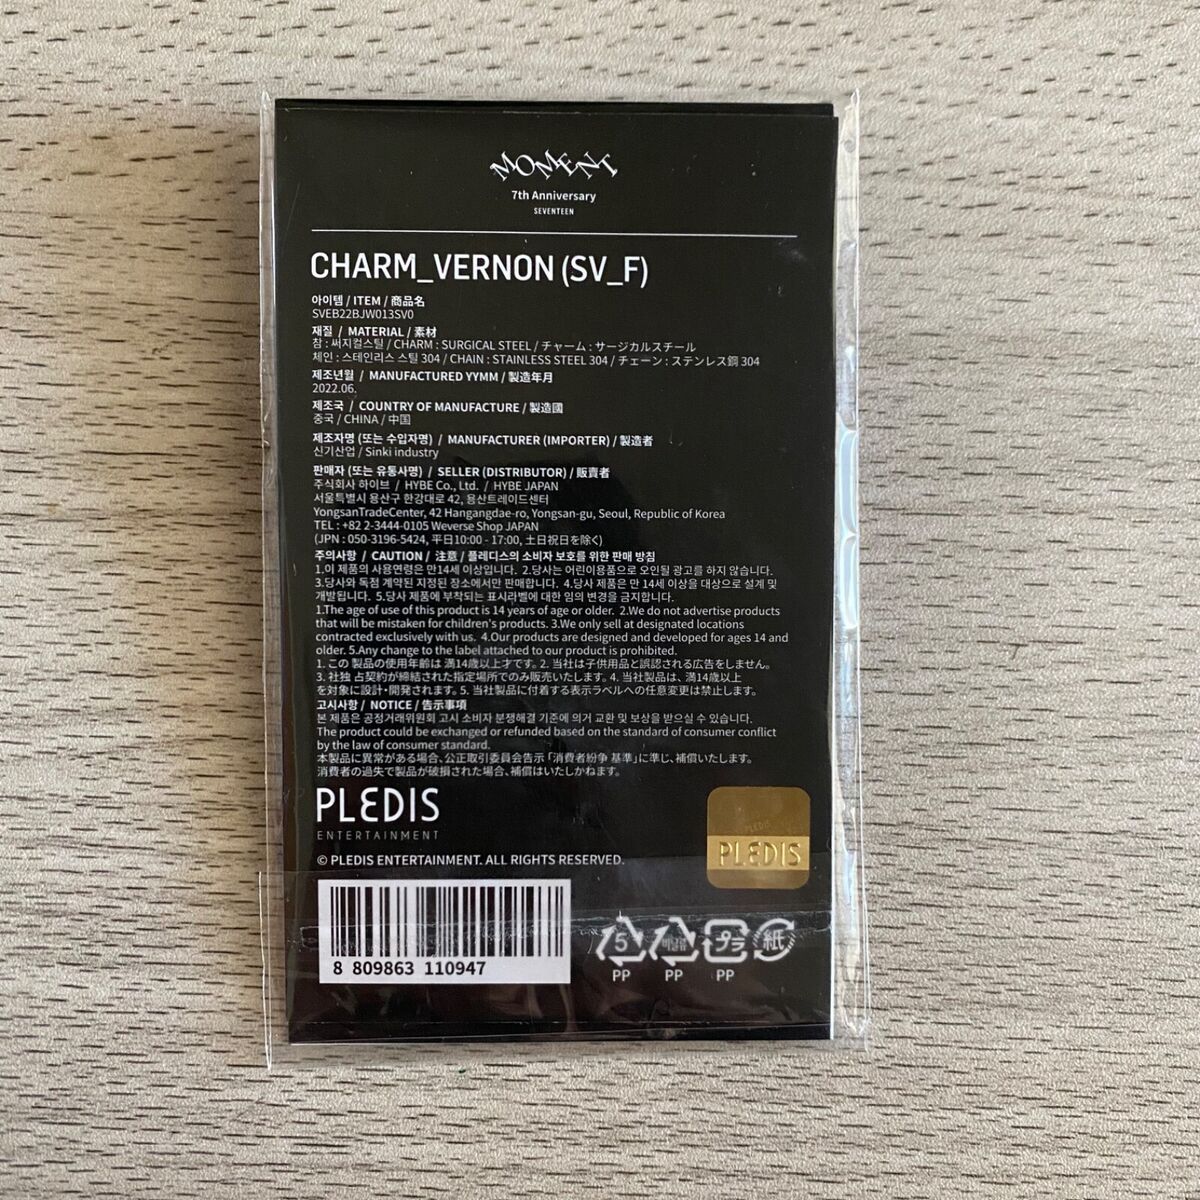 MOMENT
7th Anniversary
SEVENTEEN
CHARM_VERNON (SV_F)
아이템 / ITEM / 商品名
SVEB22BJW013SV0
재질 / MATERIAL / 素材
참 : 써지컬스틸 / CHARM : SURGICAL STEEL / チャーム : サージカルスチール
체인 : 스테인리스 스틸 304 / CHAIN : STAINLESS STEEL 304 / チェーン : ステンレス鋼 304
제조년월 / MANUFACTURED YYMM / 製造年月
2022.06.
제조국 / COUNTRY OF MANUFACTURE / 製造國
중국 / CHINA / 中国
제조자명 (또는 수입자명) / MANUFACTURER (IMPORTER) / 製造者
신기산업 / Sinki industry
판매자 (또는 유통사명) / SELLER (DISTRIBUTOR) / 販賣者
주식회사 하이브 / HYBE Co., Ltd. / HYBE JAPAN
서울특별시 용산구 한강대로 42, 용산트레이드센터
YongsanTradeCenter, 42 Hangangdae-ro, Yongsan-gu, Seoul, Republic of Korea
TEL : +82 2-3444-0105 Weverse Shop JAPAN
(JPN : 050-3196-5424, 平日10:00 - 17:00, 土日祝日を除く)
주의사항 / CAUTION / 注意 / 플레디스의 소비자 보호를 위한 판매 방침
1.이 제품의 사용연령은 만14세 이상입니다. 2.당사는 어린이용품으로 오인될 광고를 하지 않습니다.
3.당사와 독점 계약된 지정된 장소에서만 판매합니다. 4.당사 제품은 만 14세 이상을 대상으로 설계 및
개발됩니다. 5.당사 제품에 부착되는 표시라벨에 대한 임의 변경을 금지합니다.
1.The age of use of this product is 14 years of age or older. 2.We do not advertise products
that will be mistaken for children's products. 3.We only sell at designated locations
contracted exclusively with us. 4.Our products are designed and developed for ages 14 and
older. 5.Any change to the label attached to our product is prohibited.
1. この 製品の使用年齢は 満14歳以上才です。2. 当社は子供用品と誤認される広告をしません。
3. 社独 占契約が締結された指定場所でのみ販売いたします。4. 当社製品は、満14歳以上
を対象に設計・開発されます。5. 当社製品に付着する表示ラベルへの任意変更は禁止します。
고시사항 / NOTICE / 告示事項
본 제품은 공정거래위원회 고시 소비자 분쟁해결 기준에 의거 교환 및 보상을 받으실 수 있습니다.
The product could be exchanged or refunded based on the standard of consumer conflict
by the law of consumer standard.
本製品に異常がある場合、公正取引委員会告示「消費者紛争 基準」に準じ、補償いたします。
消費者の過失で製品が破損された場合、補償はいたしかねます。
PLEDIS
ENTERTAINMENT
PLEDIS
PLEDIS
© PLEDIS ENTERTAINMENT. ALL RIGHTS RESERVED.
8 809863 110947
5 プラ 紙
PP PP PP